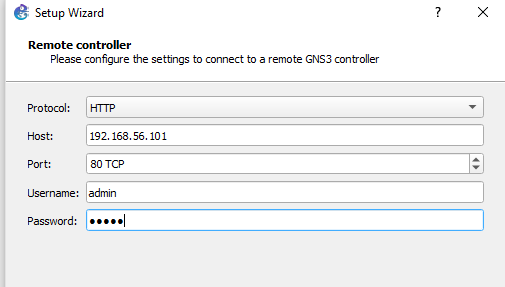 Setup Wizard ?
Remote controller
Please configure the settings to connect to a remote GNS3 controller
Protocol: HTTP
Host: 192.168.56.101
Port: 80 TCP
Username: admin
Password: ●●●●●